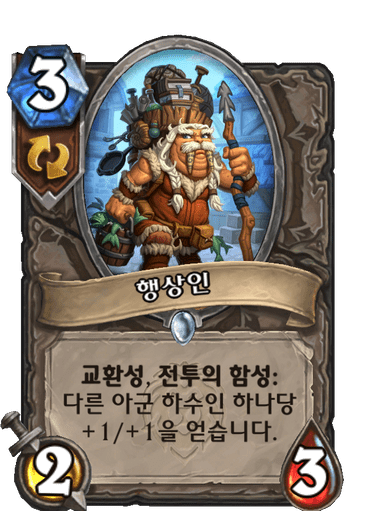 3
행상인
교환성, 전투의 함성:
다른 아군 하수인 하나당
+1/+1을 얻습니다.
2
3